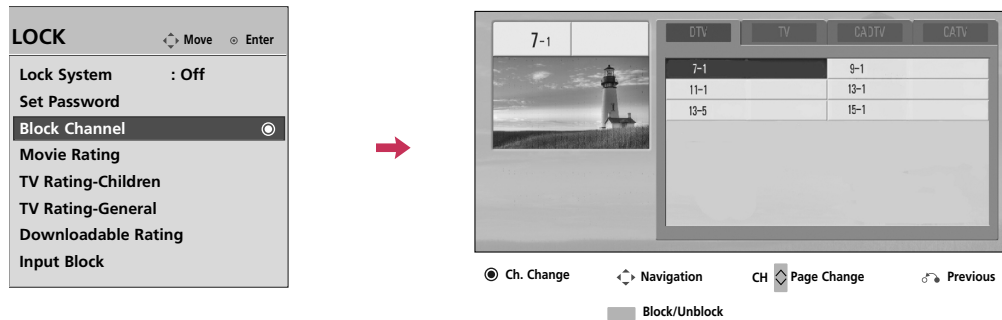 LOCK
Move
Enter
Lock System : Off
Set Password
Block Channel
Movie Rating
TV Rating-Children
TV Rating-General
Downloadable Rating
Input Block
7-1
DTV TV CADTV CATV
7-1 9-1
11-1 13-1
13-5 15-1
Ch. Change
Navigation
CH Page Change
Previous
Block/Unblock